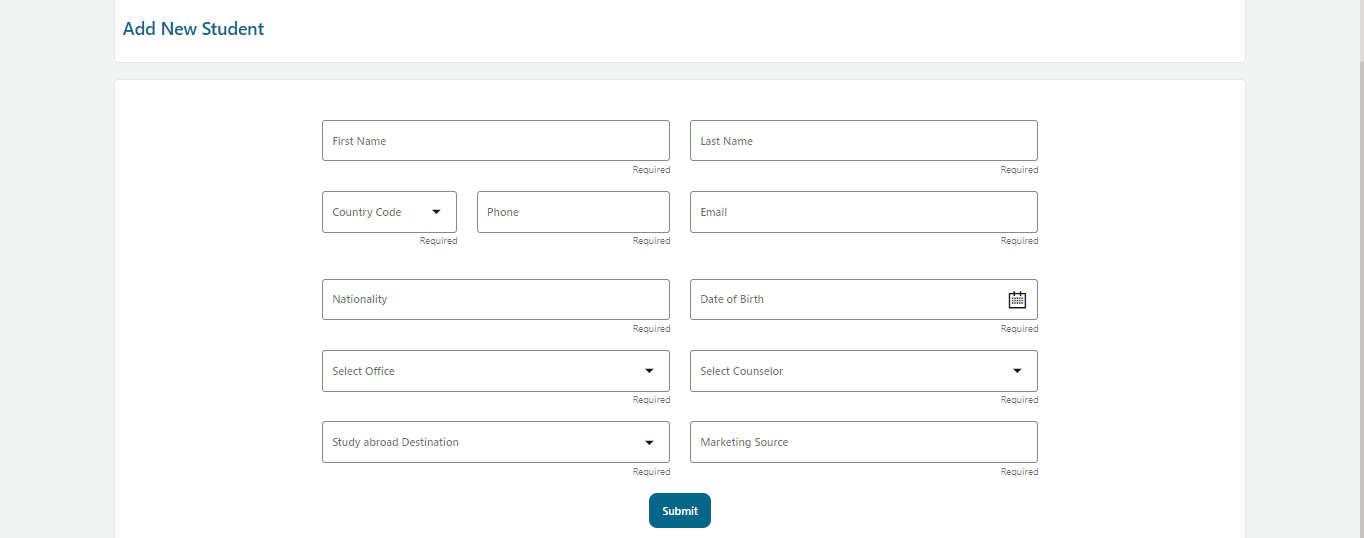 Add New Student
First Name
Last Name
Required
Required
Country Code
Phone
Email
Required
Required
Required
Nationality
Date of Birth
Required
Required
Select Office
Select Counselor
Required
Required
Study abroad Destination
Marketing Source
Required
Required
Submit